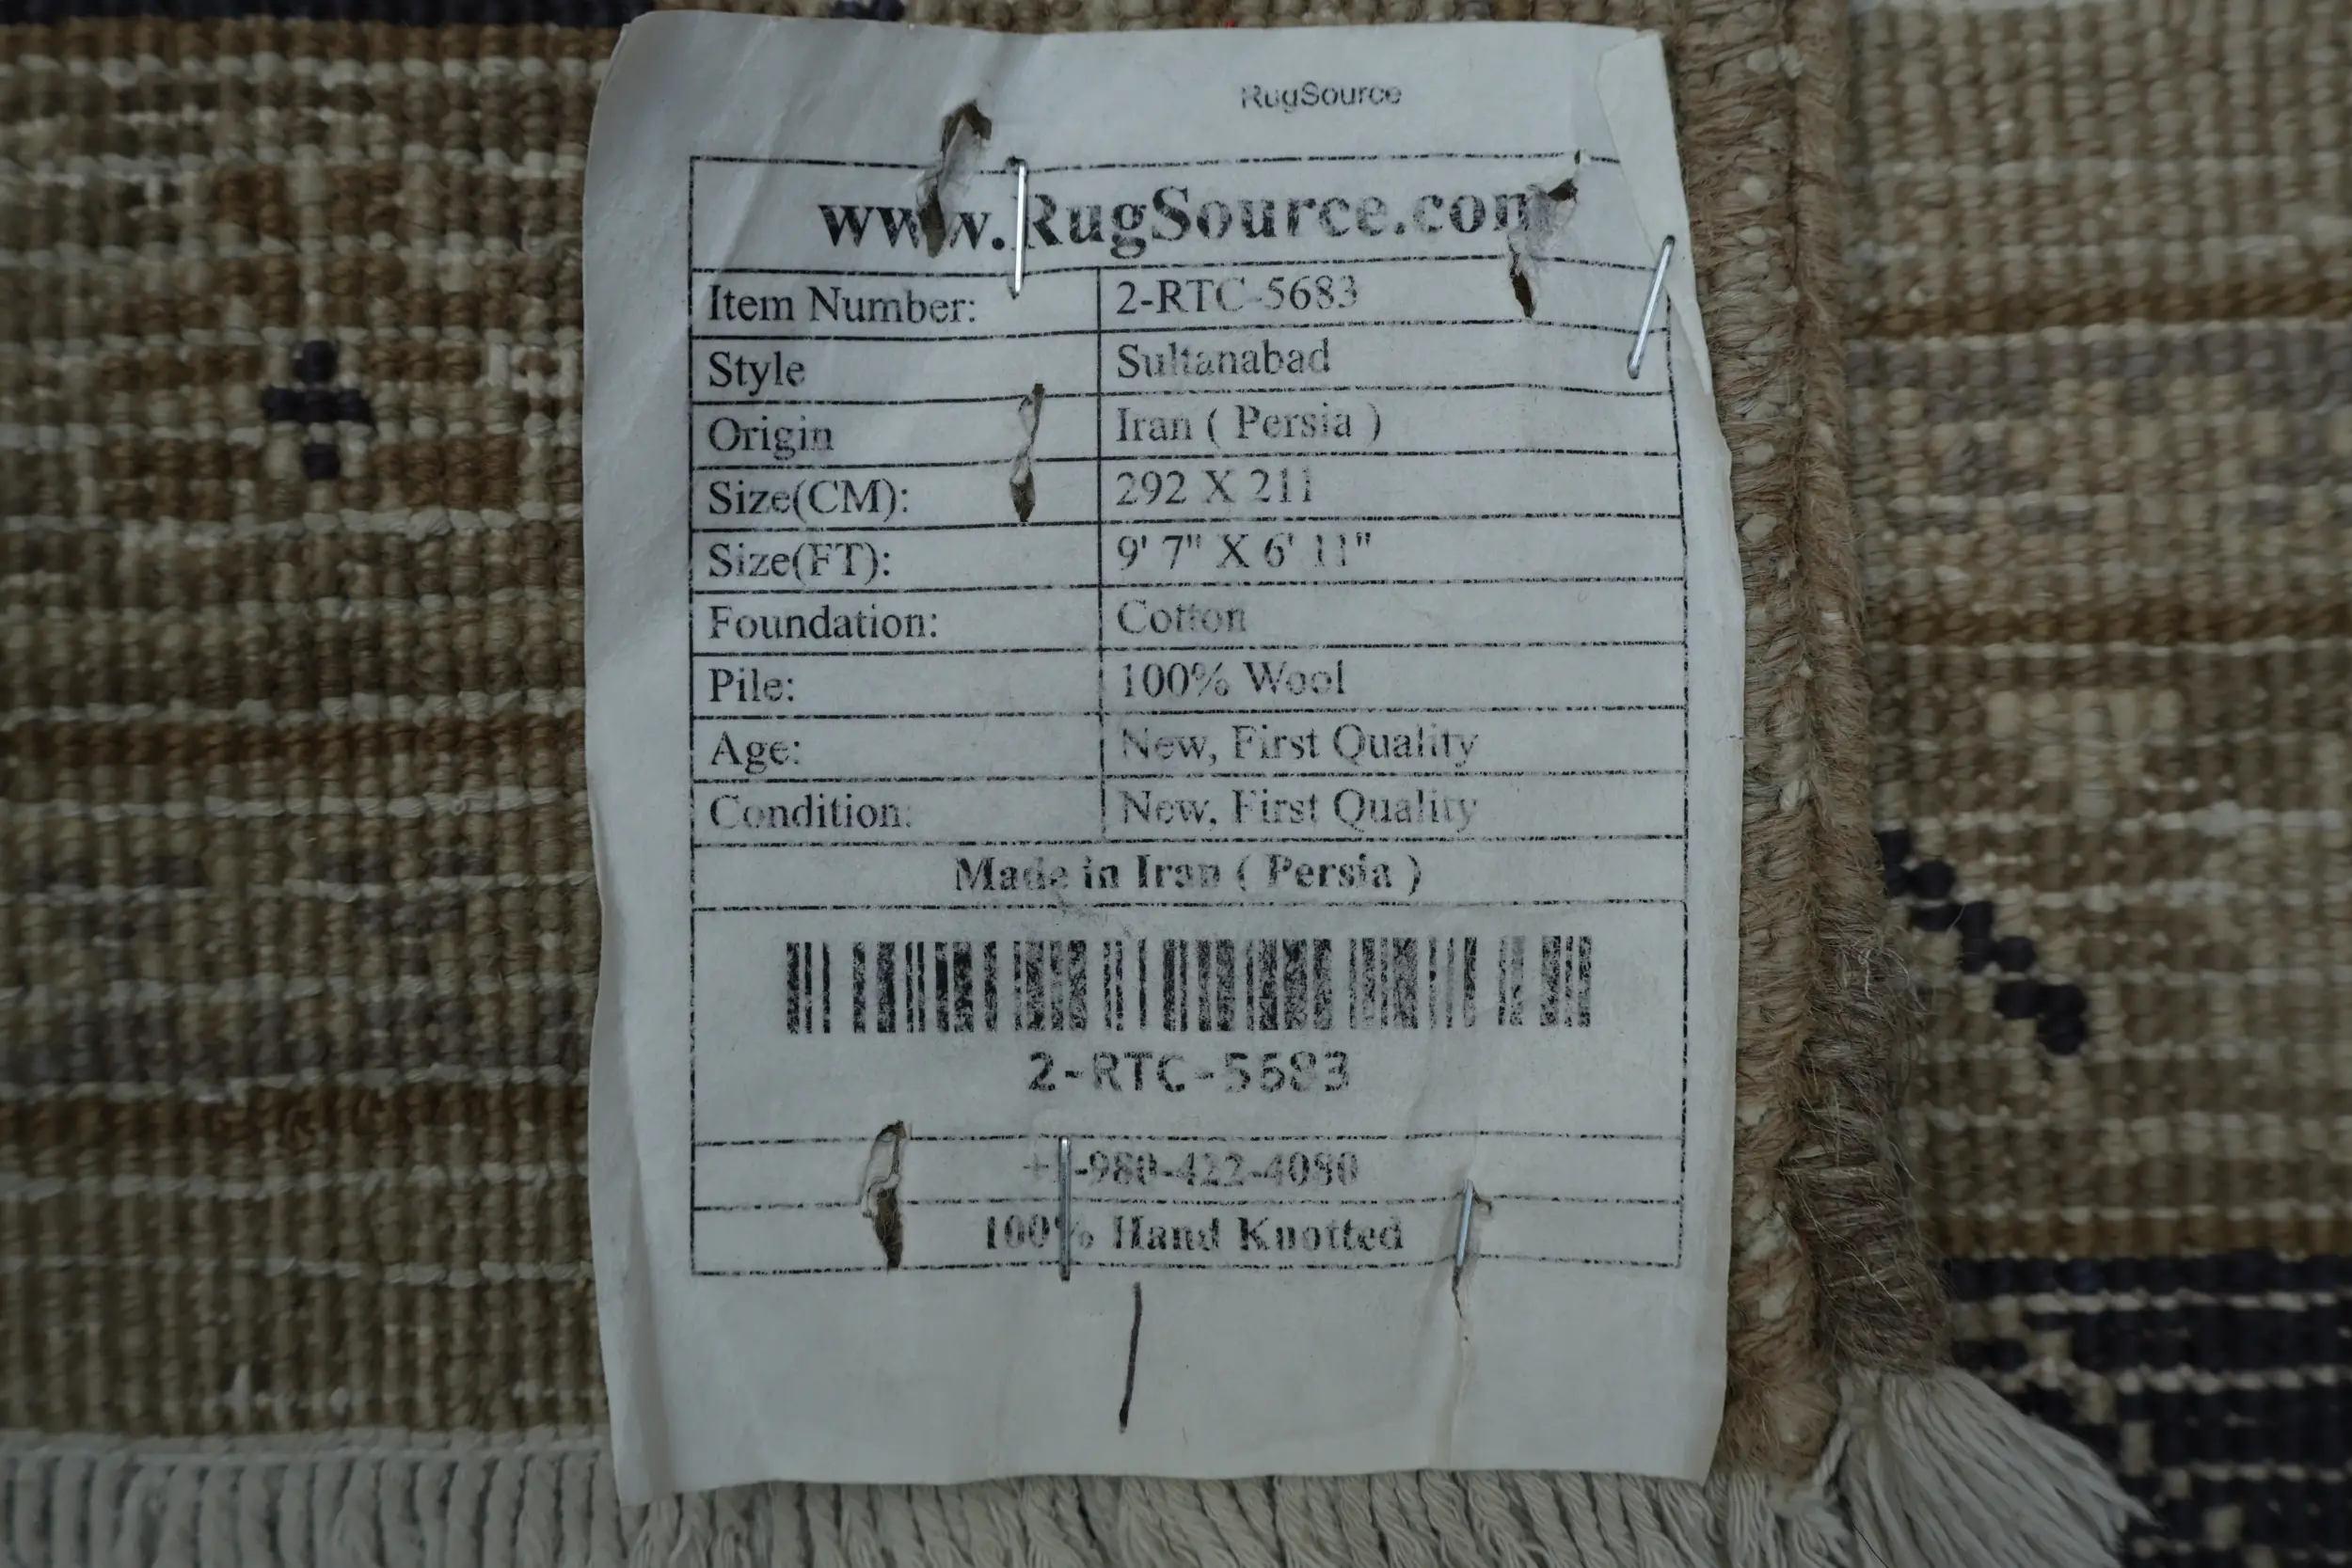 RugSource
www.RugSource.com
Item Number: 2-RTC-5683
Style Sultanabad
Origin Iran ( Persia )
Size(CM): 292 X 211
Size(FT): 9' 7" X 6' 11"
Foundation: Cotton
Pile: 100% Wool
Age: New, First Quality
Condition: New, First Quality
Made in Iran ( Persia )
2-RTC-5683
+1-980-422-4080
100% Hand Knotted